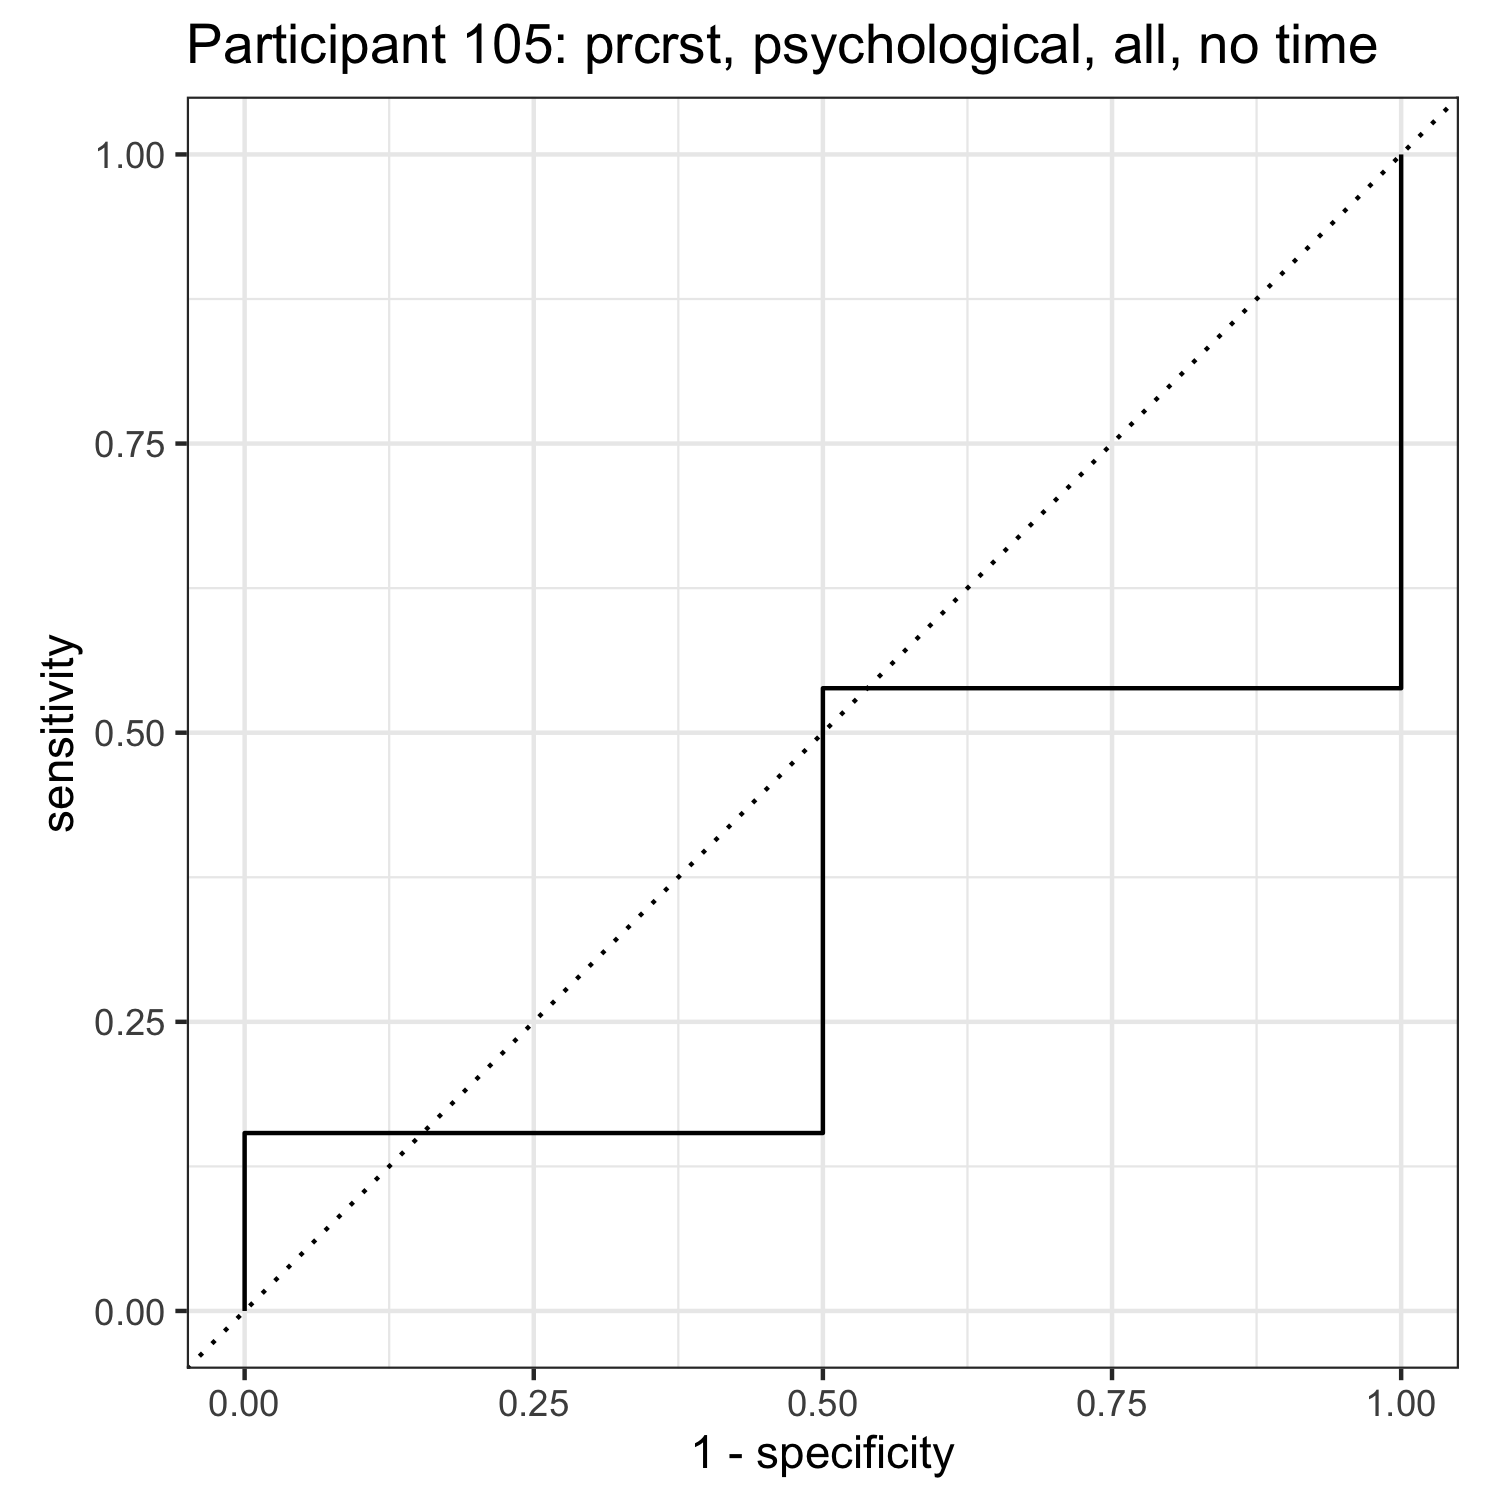 Participant 105: prcrst, psychological, all, no time
1.00
0.75
0.50
0.25
0.00
sensitivity
0.00 0.25 0.50 0.75 1.00
1 - specificity